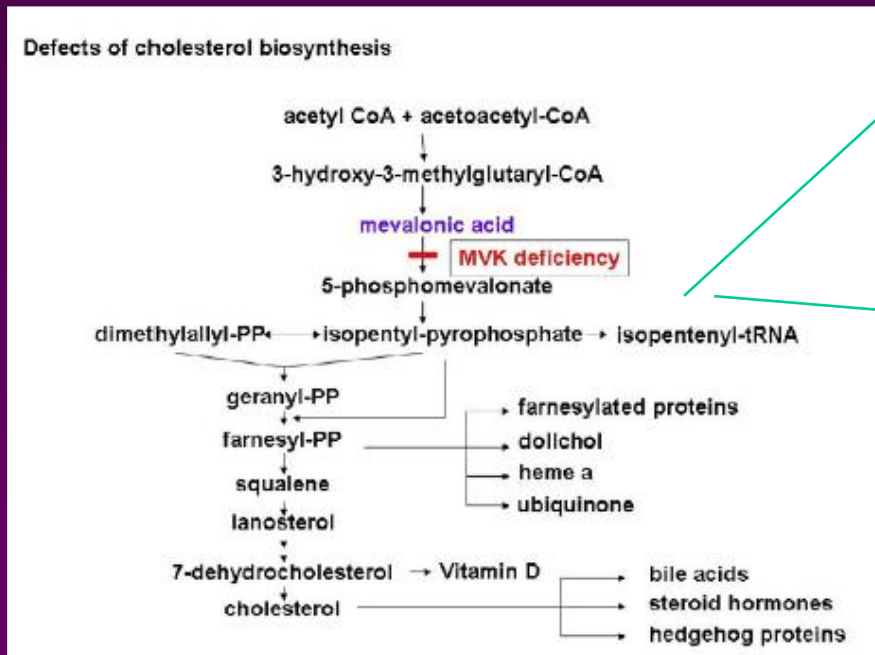 Defects of cholesterol biosynthesis
acetyl CoA + acetoacetyl-CoA
3-hydroxy-3-methylglutaryl-CoA
mevalonic acid
MVK deficiency
5-phosphomevalonate
dimethylallyl-PP isopentyl-pyrophosphate isopentenyl-tRNA
geranyl-PP
farnesylated proteins
farnesyl-PP
dolichol
heme a
squalene
ubiquinone
lanosterol
7-dehydrocholesterol Vitamin D
bile acids
cholesterol
steroid hormones
hedgehog proteins